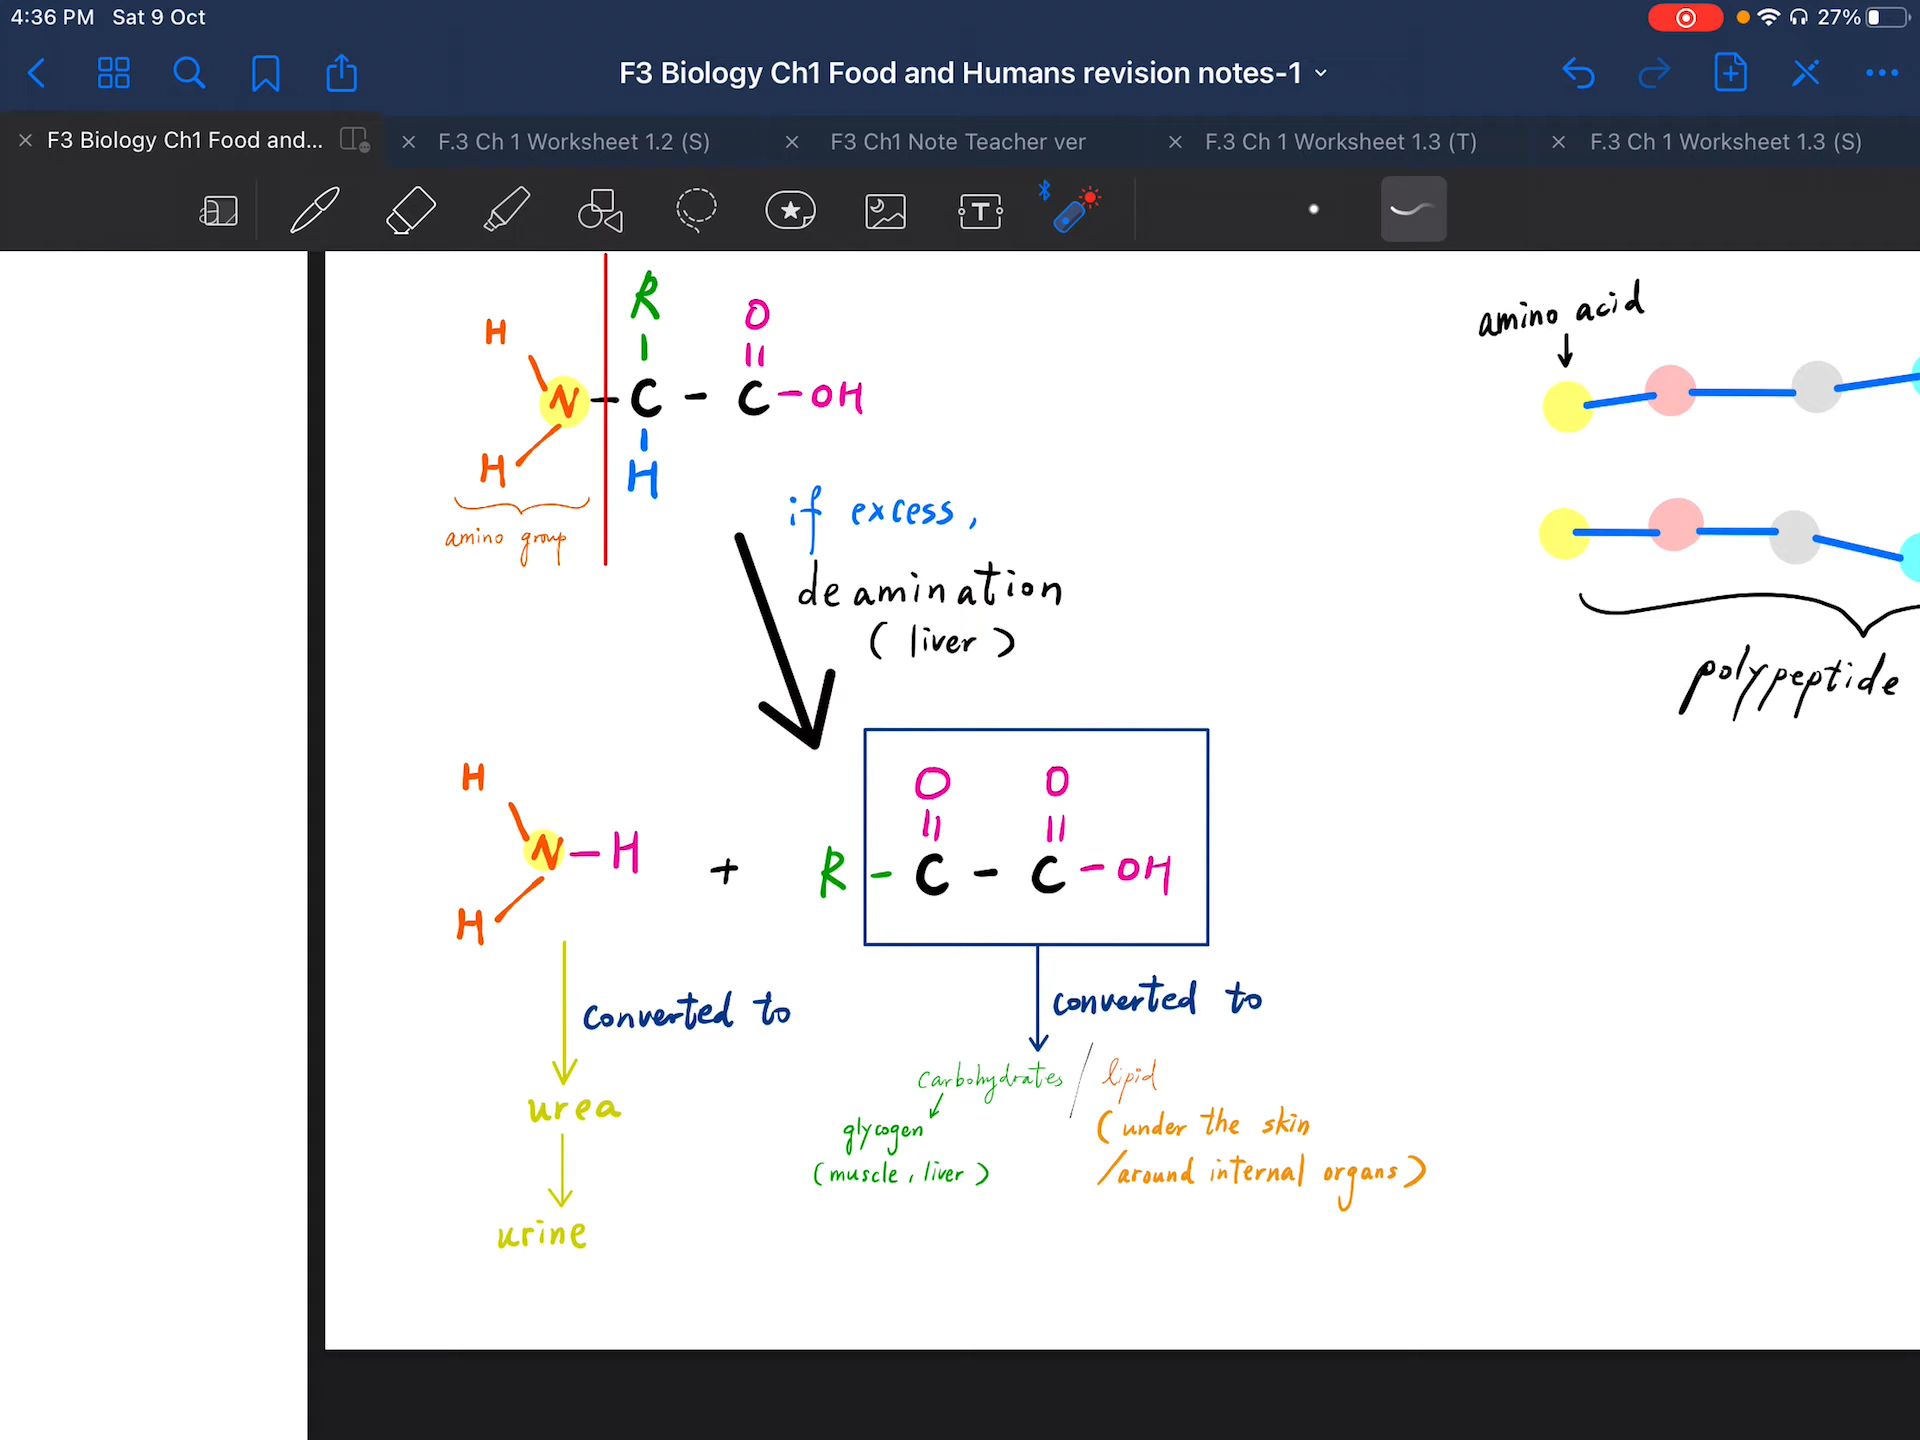 4:36 PM Sat 9 Oct
27%
F3 Biology Ch1 Food and Humans revision notes-1
F3 Biology Ch1 Food and...
F.3 Ch 1 Worksheet 1.2 (S)
F3 Ch1 Note Teacher ver
F.3 Ch 1 Worksheet 1.3 (T)
F.3 Ch 1 Worksheet 1.3 (S)
T
R O
H
N - C - C - OH
H H
amino group
if excess,
deamination
( liver )
amino acid
polypeptide
H O O
N - H + R - C - C - OH
H
converted to
converted to
urea
urine
carbohydrates / lipid
glycogen
(muscle, liver )
( under the skin
/around internal organs )